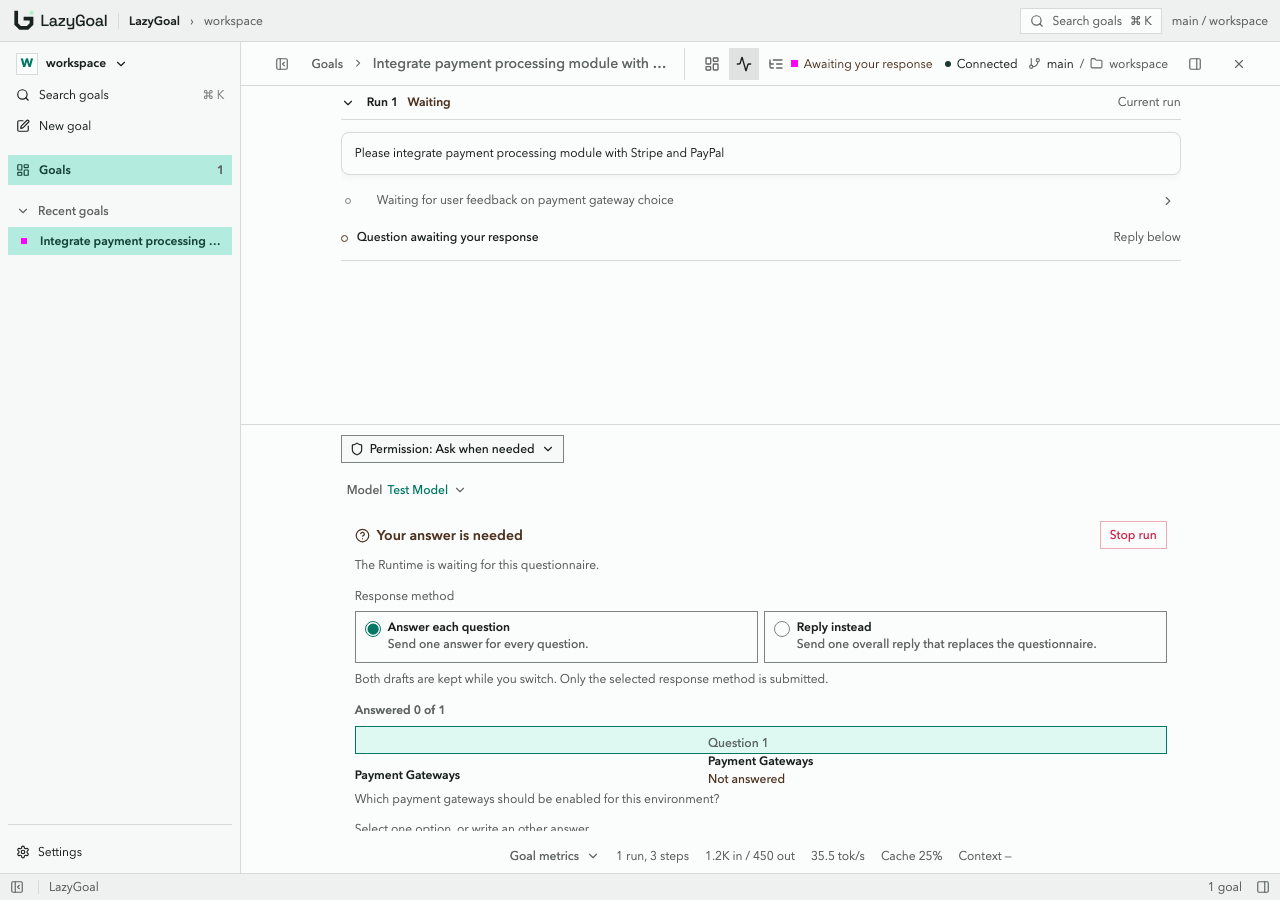 LazyGoal
LazyGoal › workspace
Search goals ⌘ K
main / workspace
W workspace
Search goals ⌘ K
New goal
Goals 1
Recent goals
Integrate payment processing ...
Goals > Integrate payment processing module with ...
Awaiting your response
Connected
main / workspace
Run 1 Waiting
Current run
Please integrate payment processing module with Stripe and PayPal
Waiting for user feedback on payment gateway choice
Question awaiting your response
Reply below
Permission: Ask when needed
Model Test Model
Your answer is needed
Stop run
The Runtime is waiting for this questionnaire.
Response method
Answer each question
Send one answer for every question.
Reply instead
Send one overall reply that replaces the questionnaire.
Both drafts are kept while you switch. Only the selected response method is submitted.
Answered 0 of 1
Question 1
Payment Gateways
Not answered
Payment Gateways
Which payment gateways should be enabled for this environment?
Select one option, or write an other answer
Goal metrics 1 run, 3 steps 1.2K in / 450 out 35.5 tok/s Cache 25% Context –
Settings
LazyGoal
1 goal